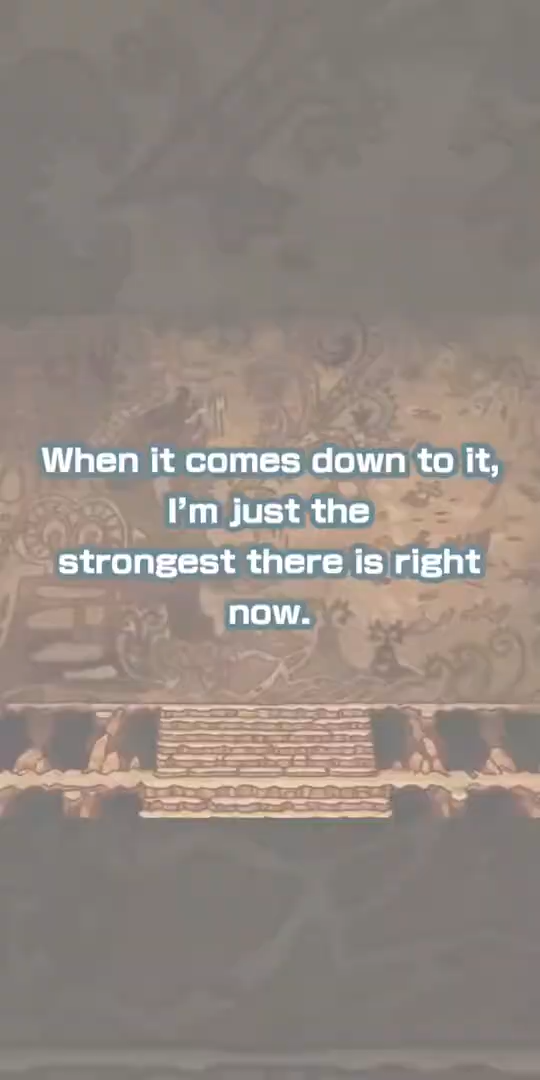 When it comes down to it,
I’m just the
strongest there is right
now.